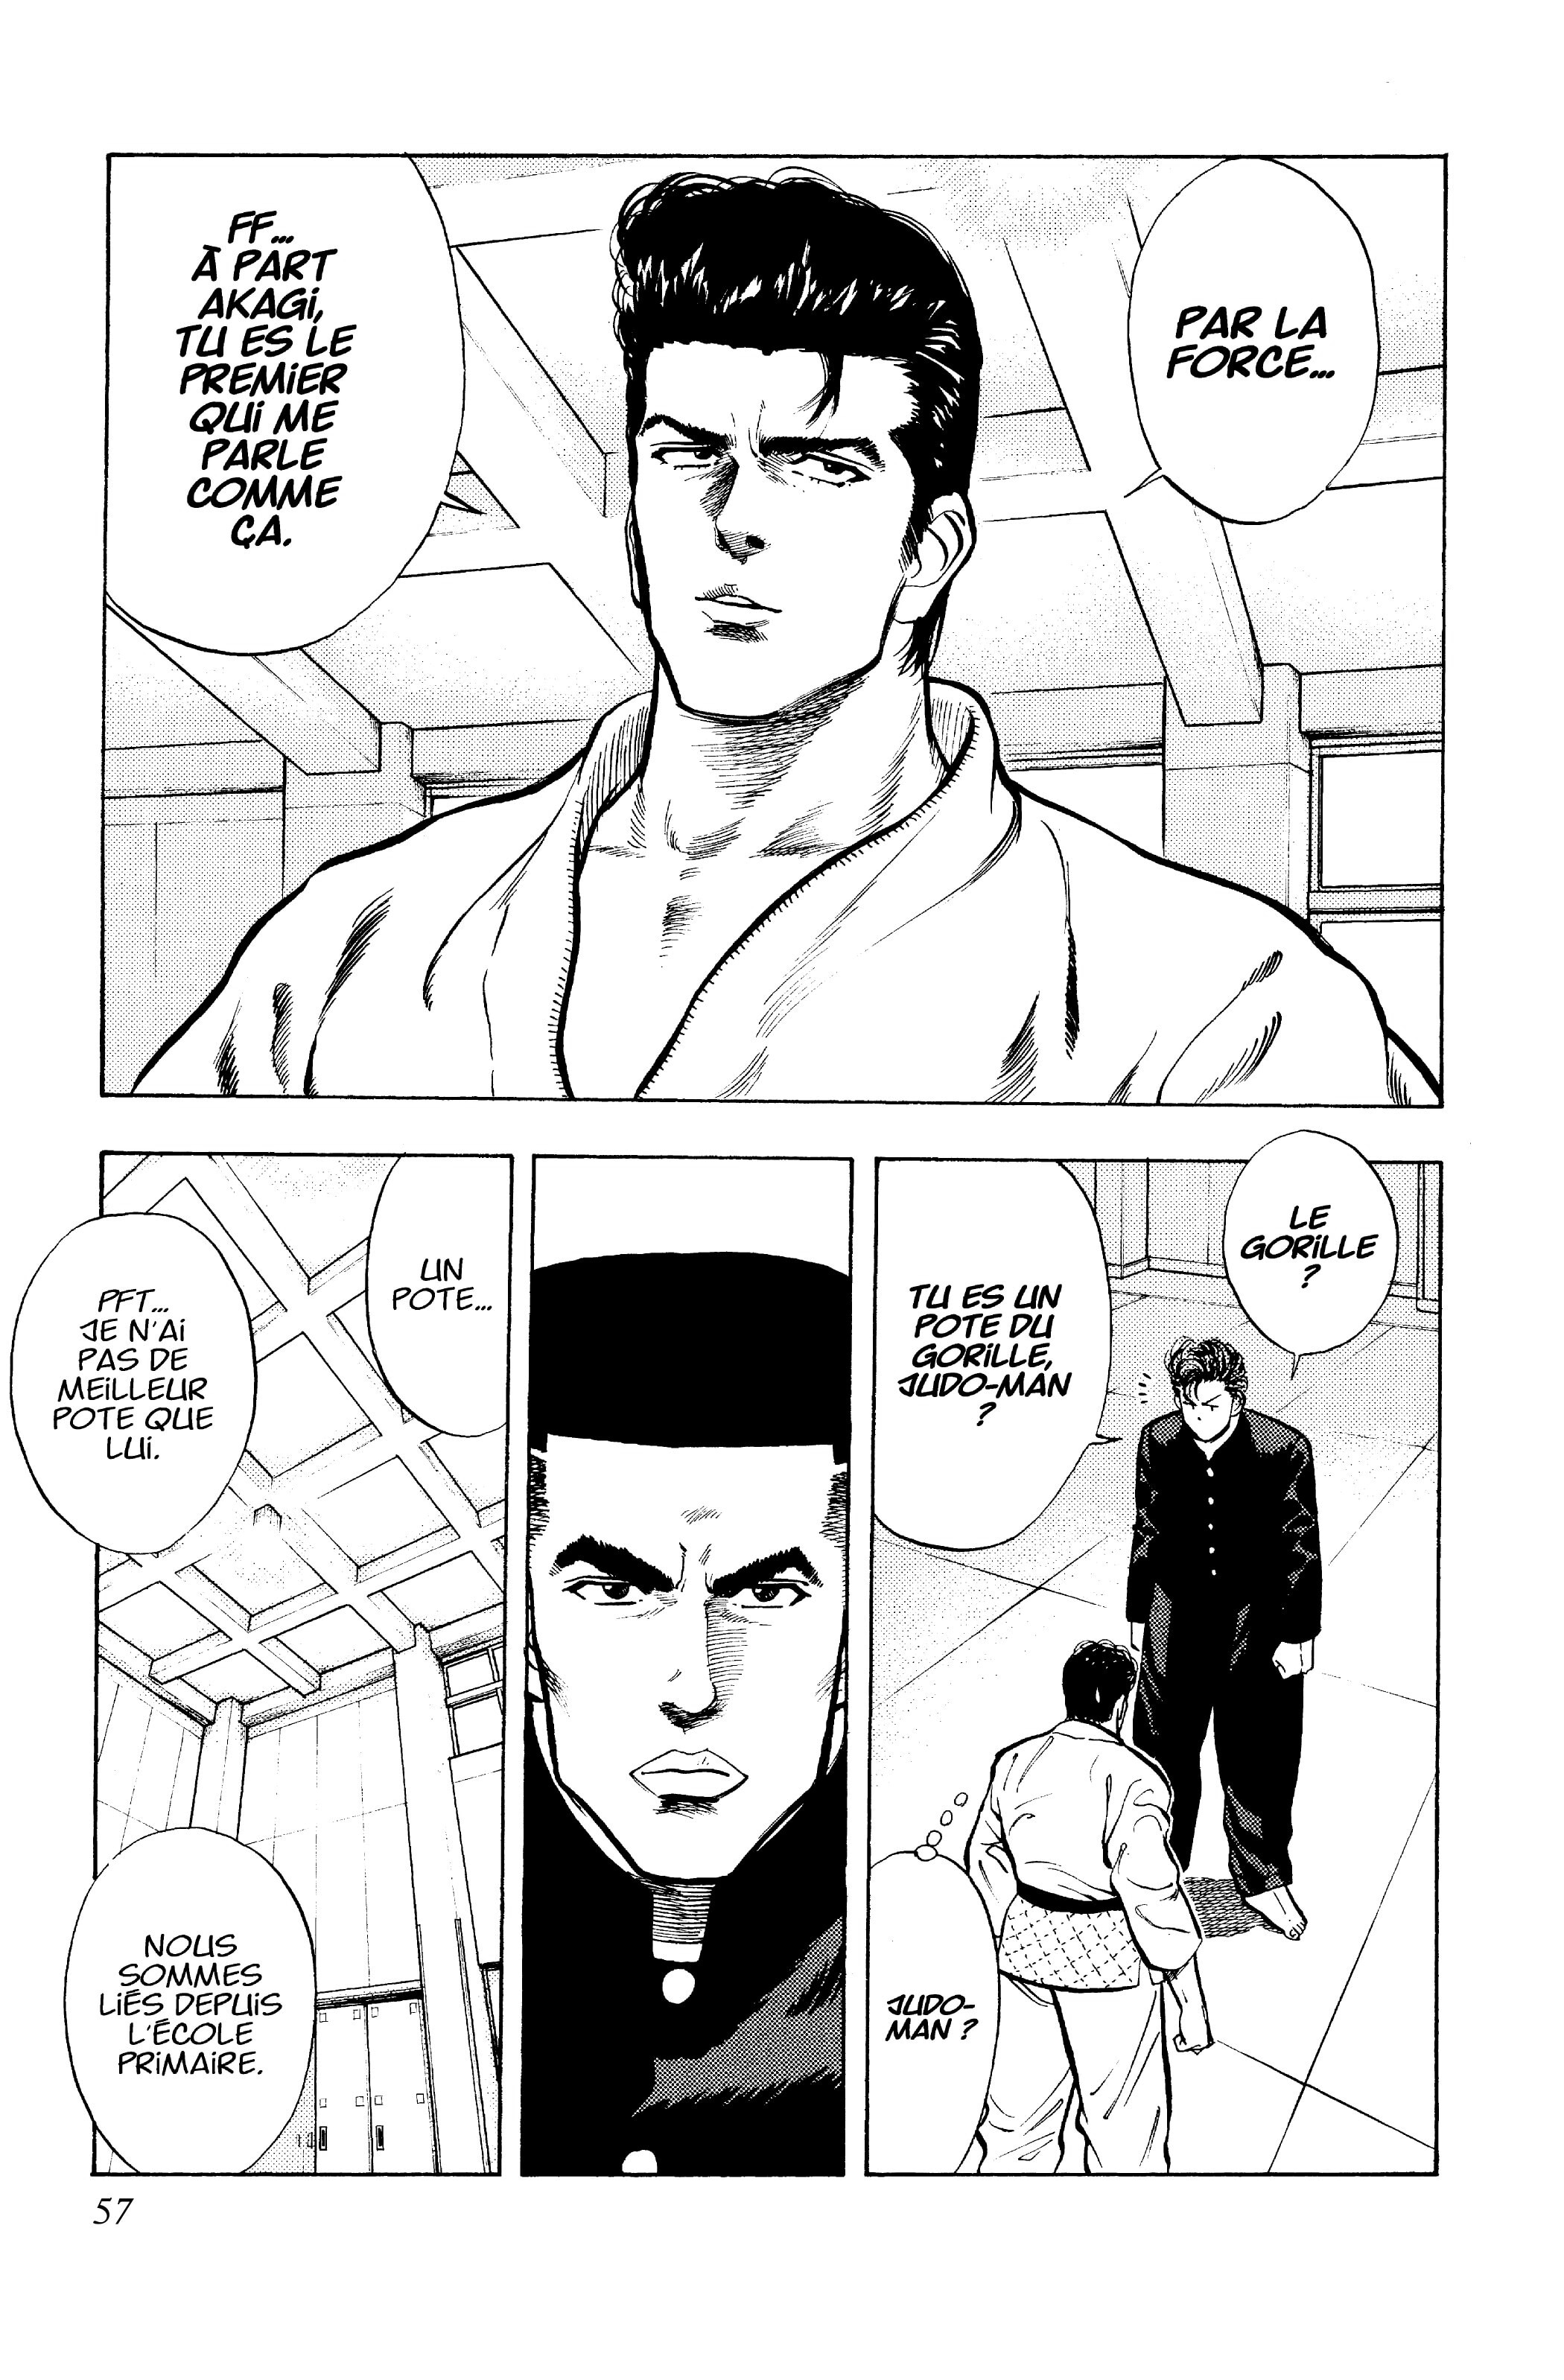 PAR LA
FORCE...
FF...
À PART
AKAGI,
TU ES LE
PREMIER
QUI ME
PARLE
COMME
ÇA.
LE
GORILLE
?
TU ES UN
POTE DU
GORILLE,
JUDO-MAN
?
JUDO-
MAN ?
UN
POTE...
PFT...
JE N'AI
PAS DE
MEILLEUR
POTE QUE
LUI.
NOUS
SOMMES
LIÉS DEPUIS
L'ÉCOLE
PRIMAIRE.
57